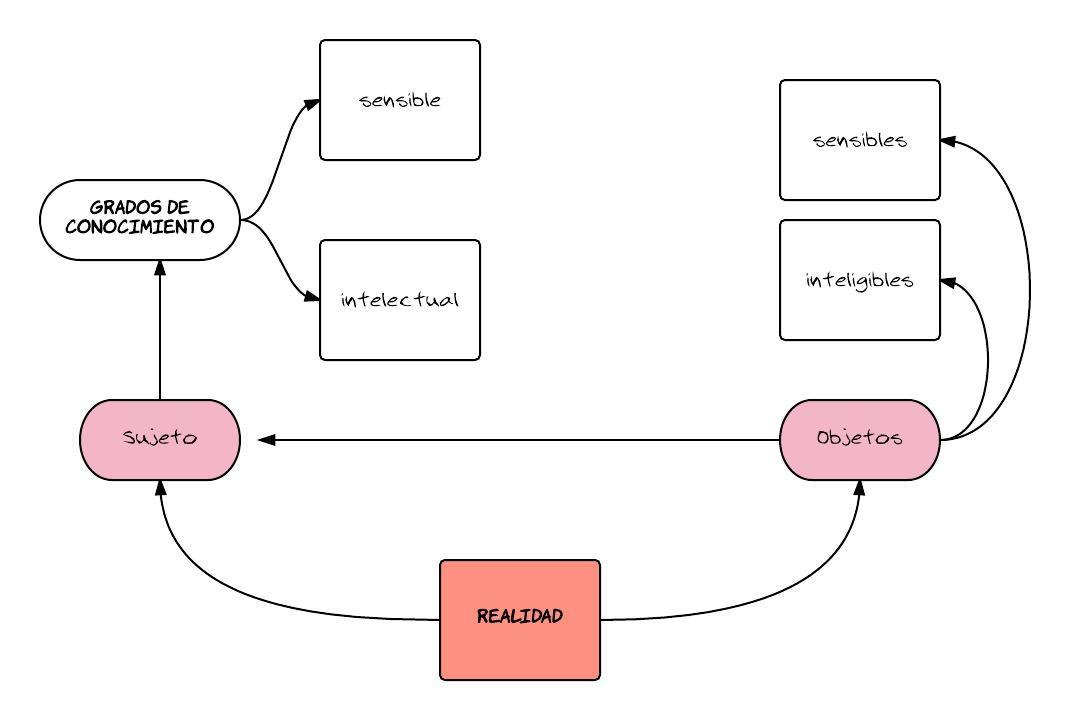 sensible
sensibles
GRADOS DE
CONOCIMIENTO
inteligibles
intelectual
Sujeto
Objetos
REALIDAD